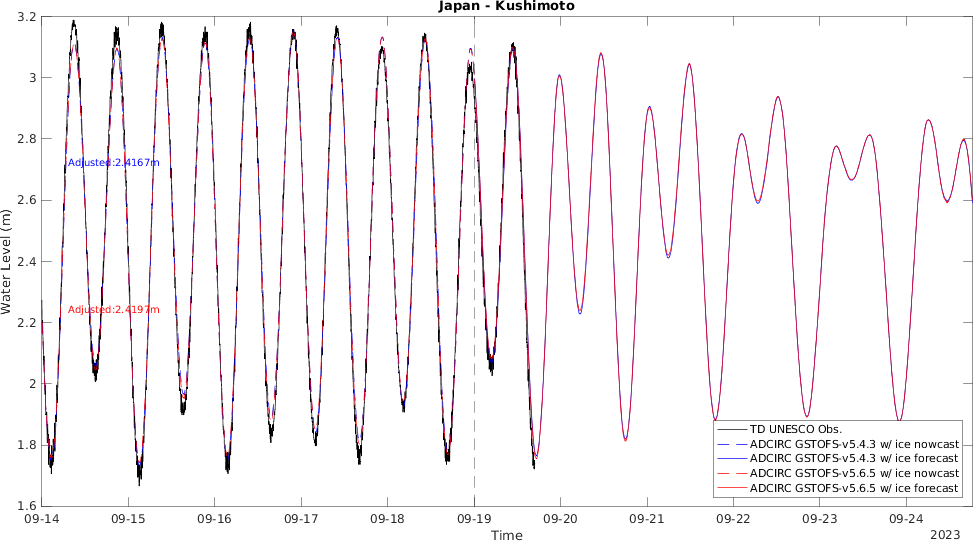 Japan - Kushimoto
3.2
3
2.8
2.6
2.4
2.2
2
1.8
1.6
Water Level (m)
Adjusted:2.4167m
Adjusted:2.4197m
TD UNESCO Obs.
ADCIRC GSTOFS-v5.4.3 w/ ice nowcast
ADCIRC GSTOFS-v5.4.3 w/ ice forecast
ADCIRC GSTOFS-v5.6.5 w/ ice nowcast
ADCIRC GSTOFS-v5.6.5 w/ ice forecast
09-14 09-15 09-16 09-17 09-18 09-19 09-20 09-21 09-22 09-23 09-24
Time
2023